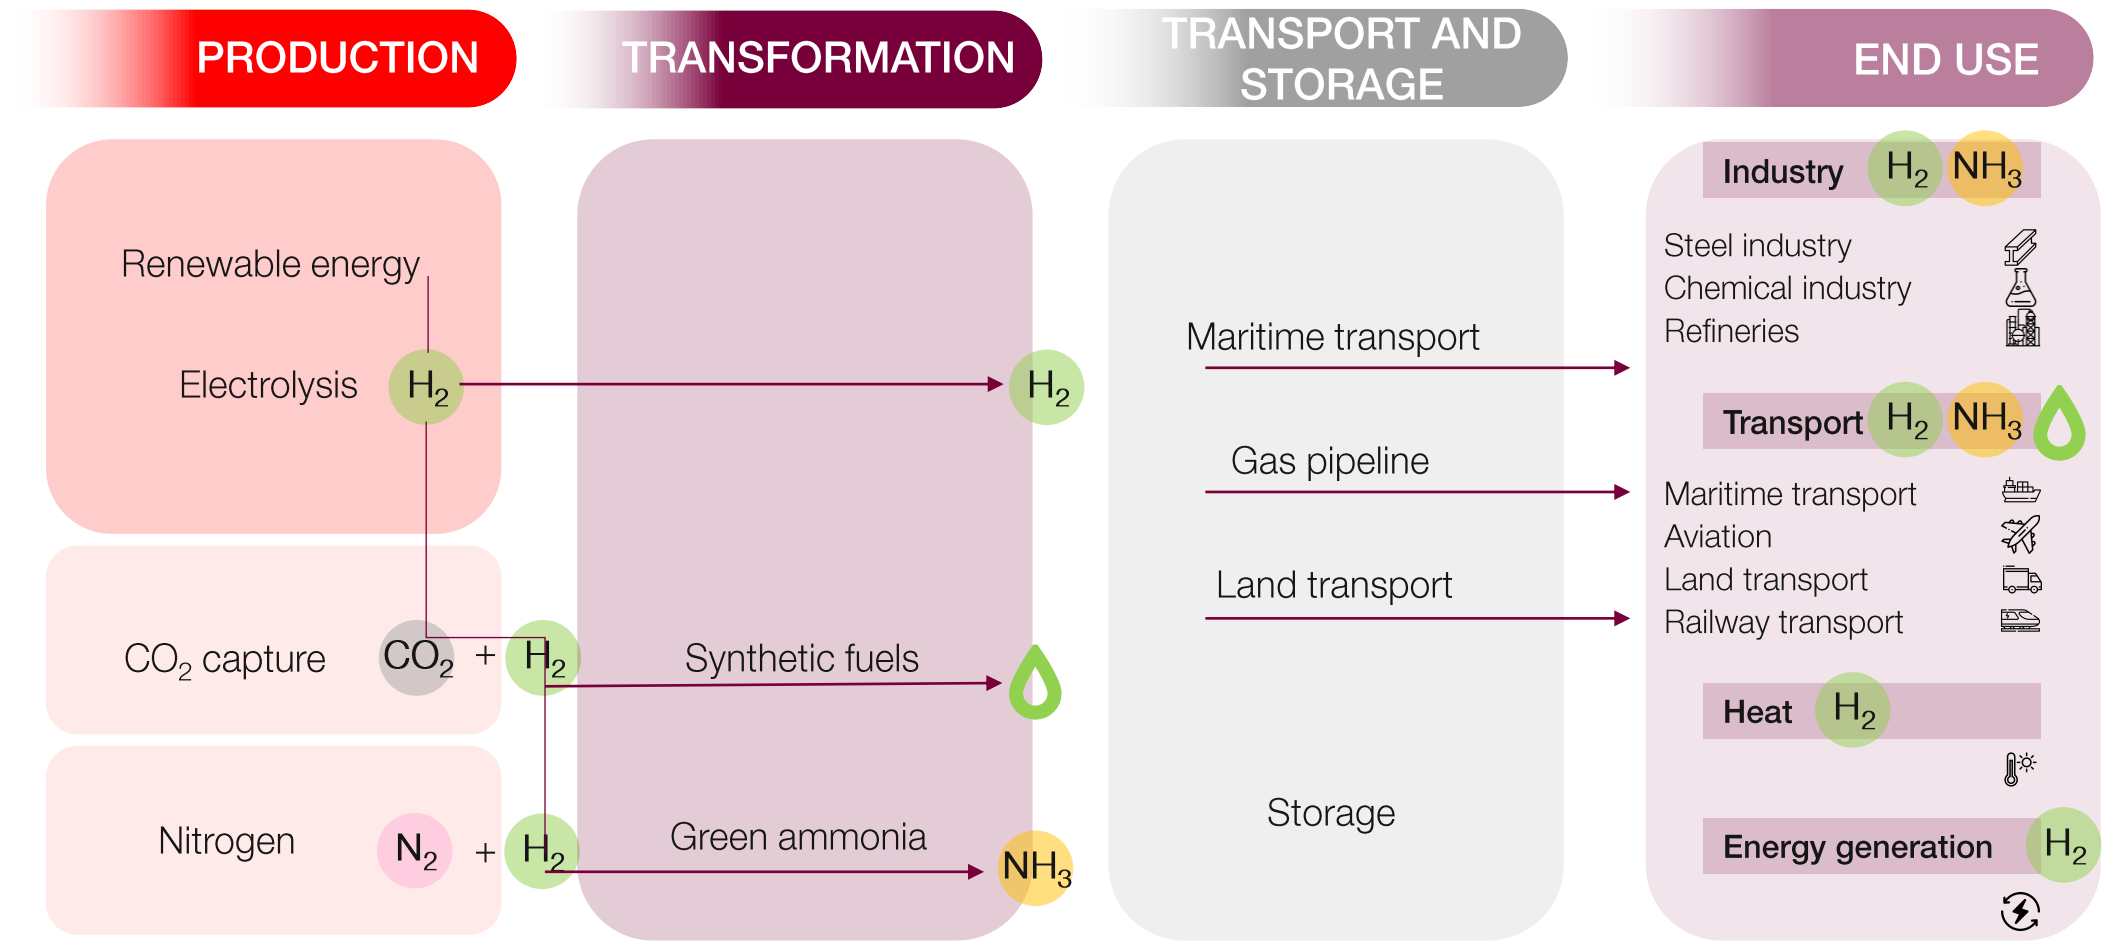 PRODUCTION
TRANSFORMATION
TRANSPORT AND
STORAGE
END USE
Renewable energy
Electrolysis H₂
H₂
CO₂ capture CO₂ + H₂
Synthetic fuels
Nitrogen N₂ + H₂
Green ammonia
NH₃
Maritime transport
Gas pipeline
Land transport
Storage
Industry H₂ NH₃
Steel industry
Chemical industry
Refineries
Transport H₂ NH₃
Maritime transport
Aviation
Land transport
Railway transport
Heat H₂
Energy generation H₂